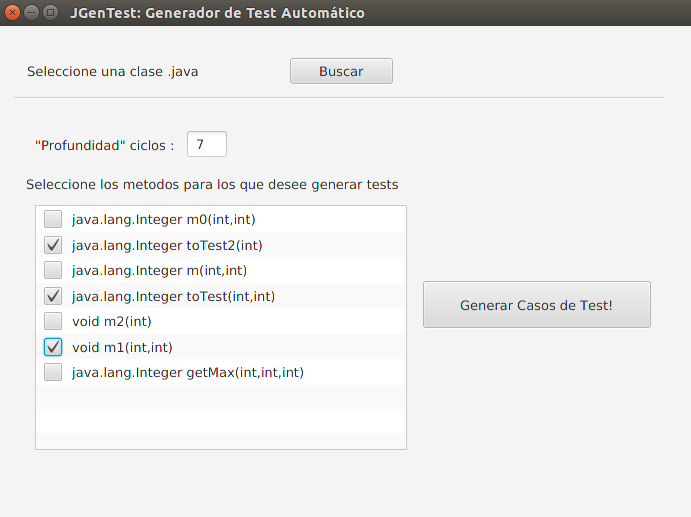 JGenTest: Generador de Test Automático
Seleccione una clase .java
Buscar
"Profundidad" ciclos :
7
Seleccione los metodos para los que desee generar tests
java.lang.Integer m0(int,int)
java.lang.Integer toTest2(int)
java.lang.Integer m(int,int)
java.lang.Integer toTest(int,int)
void m2(int)
void m1(int,int)
java.lang.Integer getMax(int,int,int)
Generar Casos de Test!